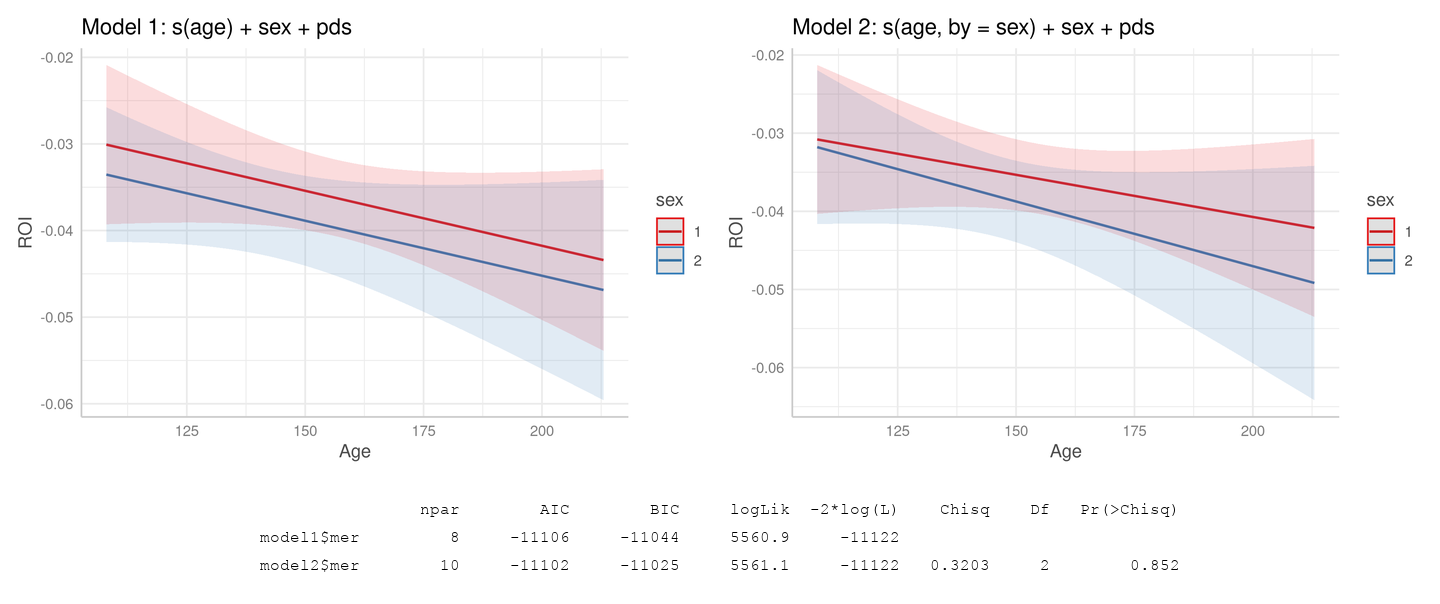 Model 1: s(age) + sex + pds
-0.02
-0.03
-0.04
-0.05
-0.06
ROI
125 150 175 200
Age
sex
1
2
Model 2: s(age, by = sex) + sex + pds
-0.02
-0.03
-0.04
-0.05
-0.06
ROI
125 150 175 200
Age
sex
1
2
npar AIC BIC logLik -2*log(L) Chisq Df Pr(>Chisq)
model1$mer 8 -11106 -11044 5560.9 -11122
model2$mer 10 -11102 -11025 5561.1 -11122 0.3203 2 0.852